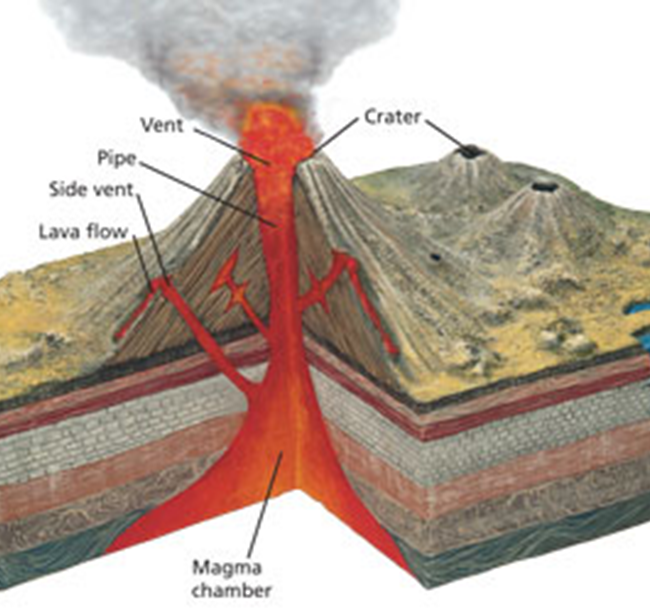 Vent
Crater
Pipe
Side vent
Lava flow
Magma
chamber